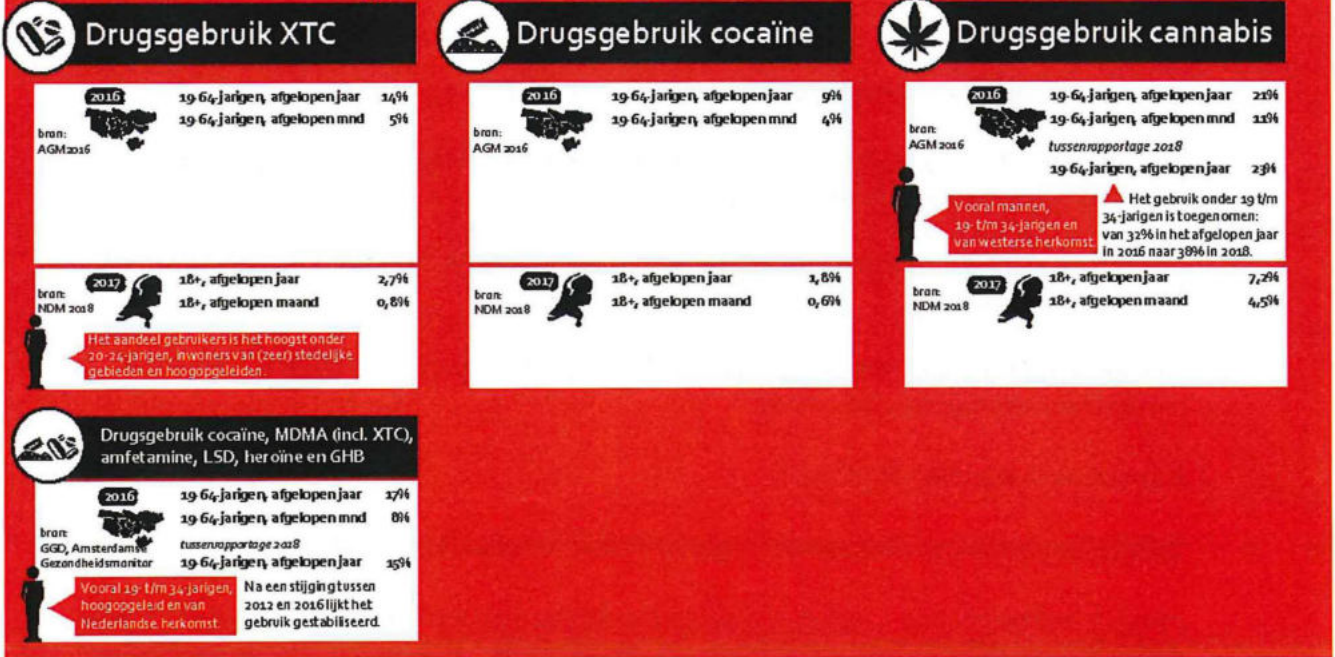 Drugsgebruik XTC
2016
bron:
AGM 2016
19-64-jarigen, afgelopen jaar 14%
19-64-jarigen, afgelopen mnd 5%
2017
bron:
NDM 2018
18+, afgelopen jaar 2,7%
18+, afgelopen maand 0,8%
Het aandeel gebruikers is het hoogst onder
20-24-jarigen, inwoners van (zeer) stedelijke
gebieden en hoogopgeleiden.
Drugsgebruik cocaïne
2016
bron:
AGM 2016
19-64-jarigen, afgelopen jaar 9%
19-64-jarigen, afgelopen mnd 4%
2017
bron:
NDM 2018
18+, afgelopen jaar 1,8%
18+, afgelopen maand 0,6%
Drugsgebruik cannabis
2016
bron:
AGM 2016
19-64-jarigen, afgelopen jaar 21%
19-64-jarigen, afgelopen mnd 11%
tussenrapportage 2018
19-64-jarigen, afgelopen jaar 23%
Vooral mannen,
19- t/m 34-jarigen en
van westerse herkomst.
Het gebruik onder 19 t/m
34-jarigen is toegenomen:
van 32% in het afgelopen jaar
in 2016 naar 38% in 2018.
2017
bron:
NDM 2018
18+, afgelopen jaar 7,2%
18+, afgelopen maand 4,5%
Drugsgebruik cocaïne, MDMA (incl. XTC),
amfetamine, LSD, heroïne en GHB
2016
bron:
GGD, Amsterdamse
Gezondheidsmonitor
19-64-jarigen, afgelopen jaar 17%
19-64-jarigen, afgelopen mnd 8%
tussenrapportage 2018
19-64-jarigen, afgelopen jaar 15%
Vooral 19- t/m 34-jarigen,
hoogopgeleid en van
Nederlandse herkomst.
Na een stijging tussen
2012 en 2016 lijkt het
gebruik gestabiliseerd.